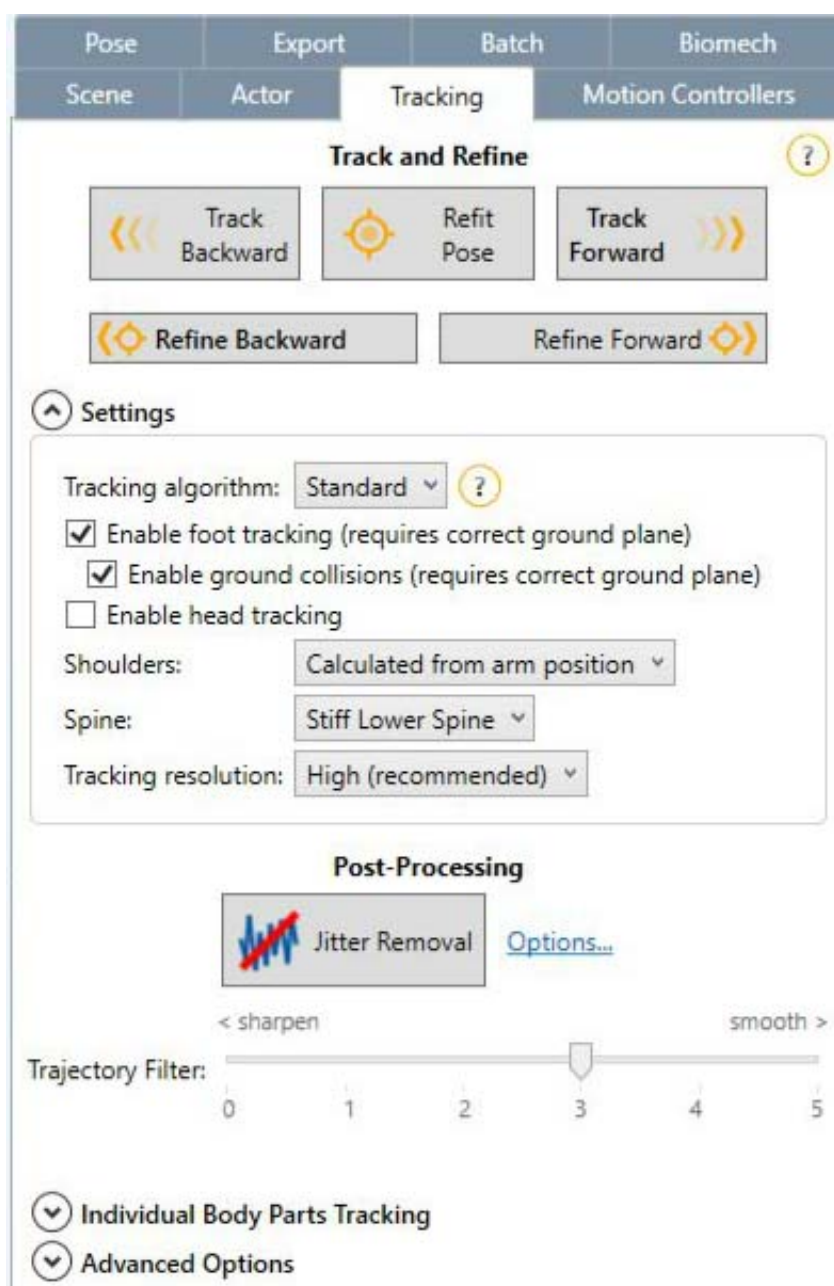 Pose Export Batch Biomech
Scene Actor Tracking Motion Controllers
Track and Refine ?
Track Backward
Refit Pose
Track Forward
Refine Backward Refine Forward
Settings
Tracking algorithm: Standard ?
Enable foot tracking (requires correct ground plane)
Enable ground collisions (requires correct ground plane)
Enable head tracking
Shoulders: Calculated from arm position
Spine: Stiff Lower Spine
Tracking resolution: High (recommended)
Post-Processing
Jitter Removal Options...
< sharpen smooth >
Trajectory Filter:
0 1 2 3 4 5
Individual Body Parts Tracking
Advanced Options